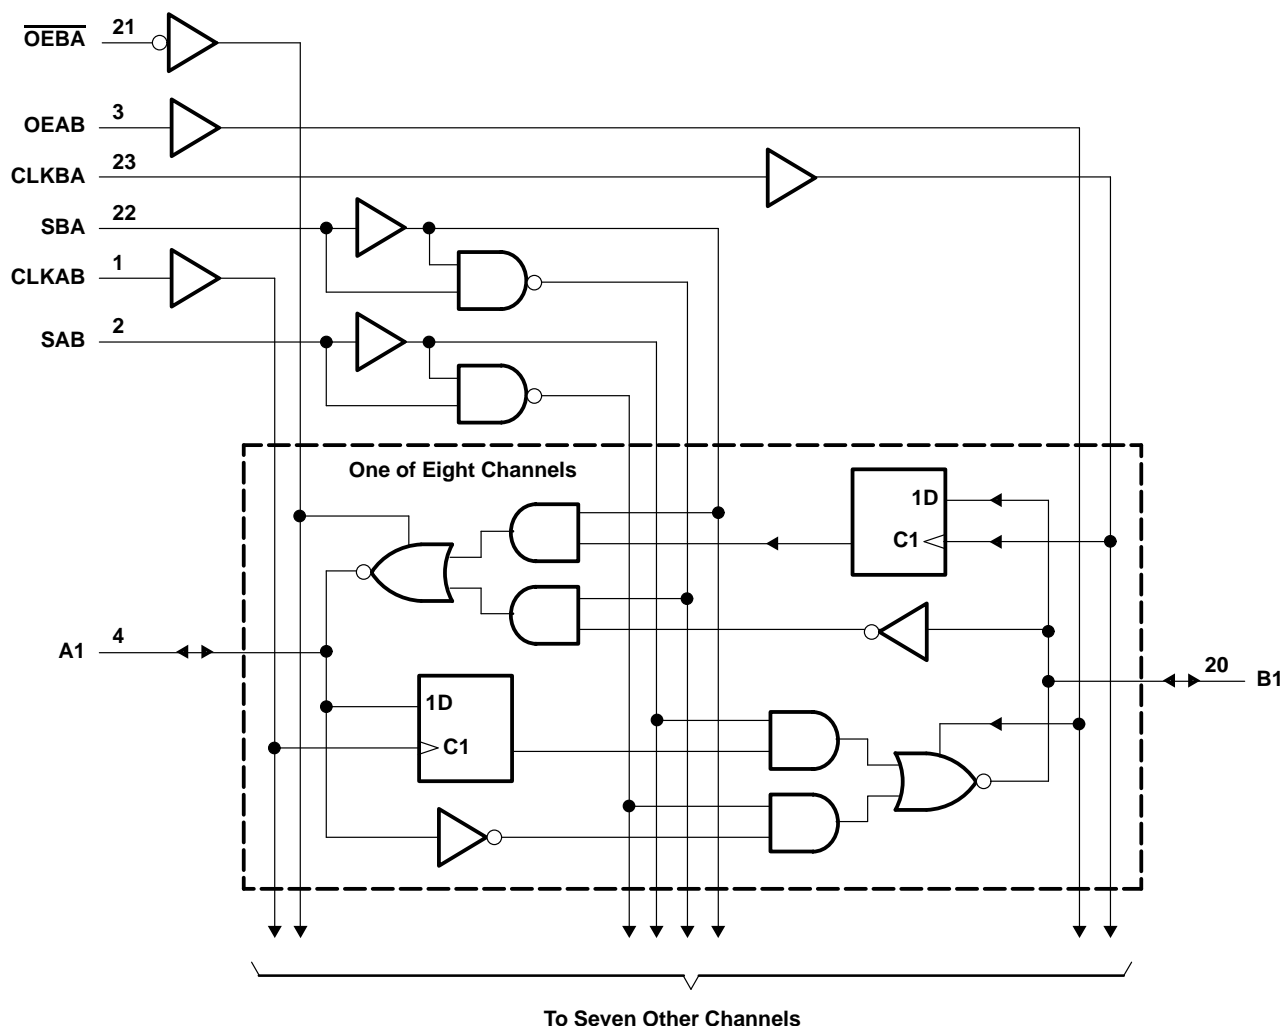 O̅E̅B̅A̅ 21
OEAB 3
CLKBA 23
SBA 22
CLKAB 1
SAB 2
One of Eight Channels
1D
C1
A1 4
20 B1
1D
C1
To Seven Other Channels